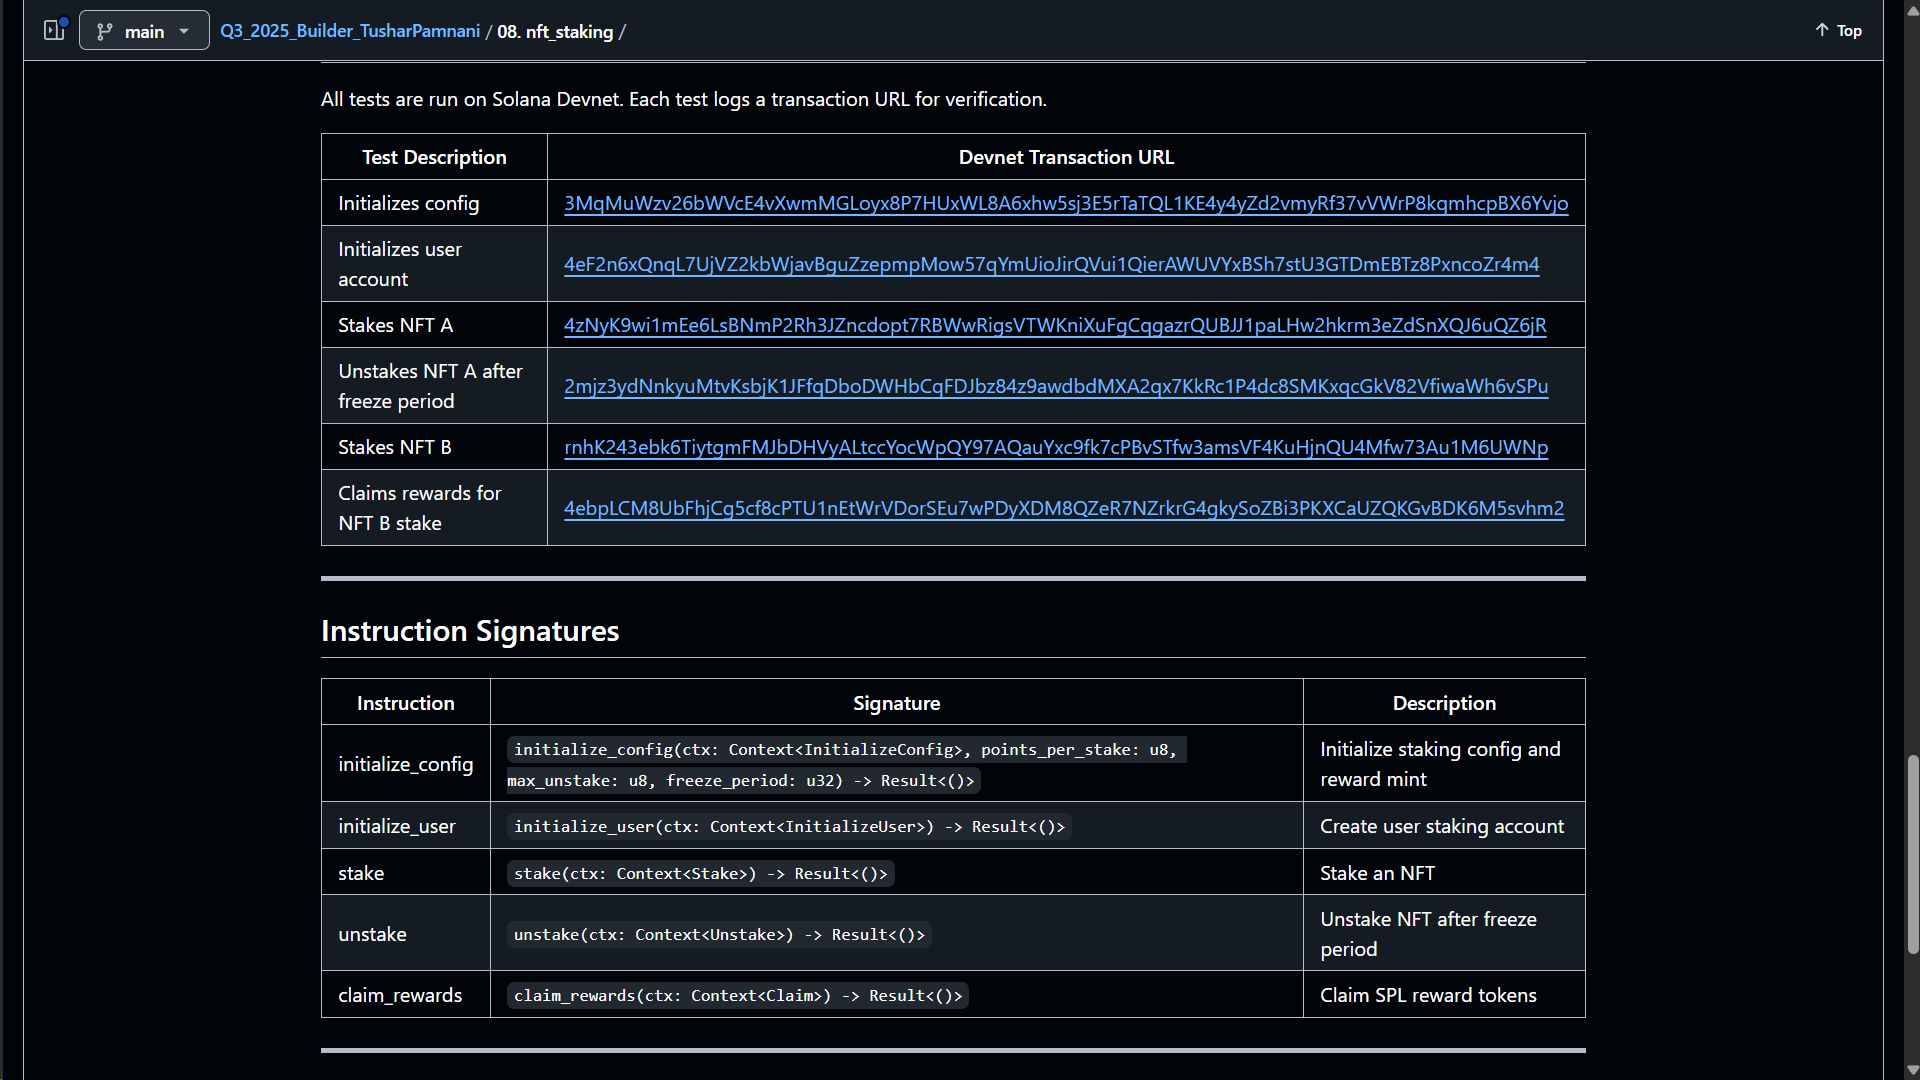 main
Q3_2025_Builder_TusharPamnani / 08. nft_staking /
Top
All tests are run on Solana Devnet. Each test logs a transaction URL for verification.
Test Description
Devnet Transaction URL
Initializes config
3MqMuWzv26bWVcE4vXwmMGLoyx8P7HUxWL8A6xhw5sj3E5rTaTQL1KE4y4yZd2vmyRf37vVWrP8kqmhcpBX6Yvjo
Initializes user
account
4eF2n6xQnqL7UjVZ2kbWjavBguZzepmpMow57qYmUioJirQVui1QierAWUVYxBSh7stU3GTDmEBTz8PxncoZr4m4
Stakes NFT A
4zNyK9wi1mEe6LsBNmP2Rh3JZncdopt7RBWwRigsVTWKniXuFgCqgazrQUBJJ1paLHw2hkrm3eZdSnXQJ6uQZ6jR
Unstakes NFT A after
freeze period
2mjz3ydNnkyuMtvKsbjK1JFfqDboDWHbCqFDJbz84z9awdbdMXA2qx7KkRc1P4dc8SMKxqcGkV82VfiwaWh6vSPu
Stakes NFT B
rnhK243ebk6TiytgmFMJbDHVyALtccYocWpQY97AQauYxc9fk7cPBvSTfw3amsVF4KuHjnQU4Mfw73Au1M6UWNp
Claims rewards for
NFT B stake
4ebpLCM8UbFhjCg5cf8cPTU1nEtWrVDorSEu7wPDyXDM8QZeR7NZrkrG4gkySoZBi3PKXCaUZQKGvBDK6M5svhm2
Instruction Signatures
Instruction
Signature
Description
initialize_config
initialize_config(ctx: Context<InitializeConfig>, points_per_stake: u8,
max_unstake: u8, freeze_period: u32) -> Result<()>
Initialize staking config and
reward mint
initialize_user
initialize_user(ctx: Context<InitializeUser>) -> Result<()>
Create user staking account
stake
stake(ctx: Context<Stake>) -> Result<()>
Stake an NFT
unstake
unstake(ctx: Context<Unstake>) -> Result<()>
Unstake NFT after freeze
period
claim_rewards
claim_rewards(ctx: Context<Claim>) -> Result<()>
Claim SPL reward tokens